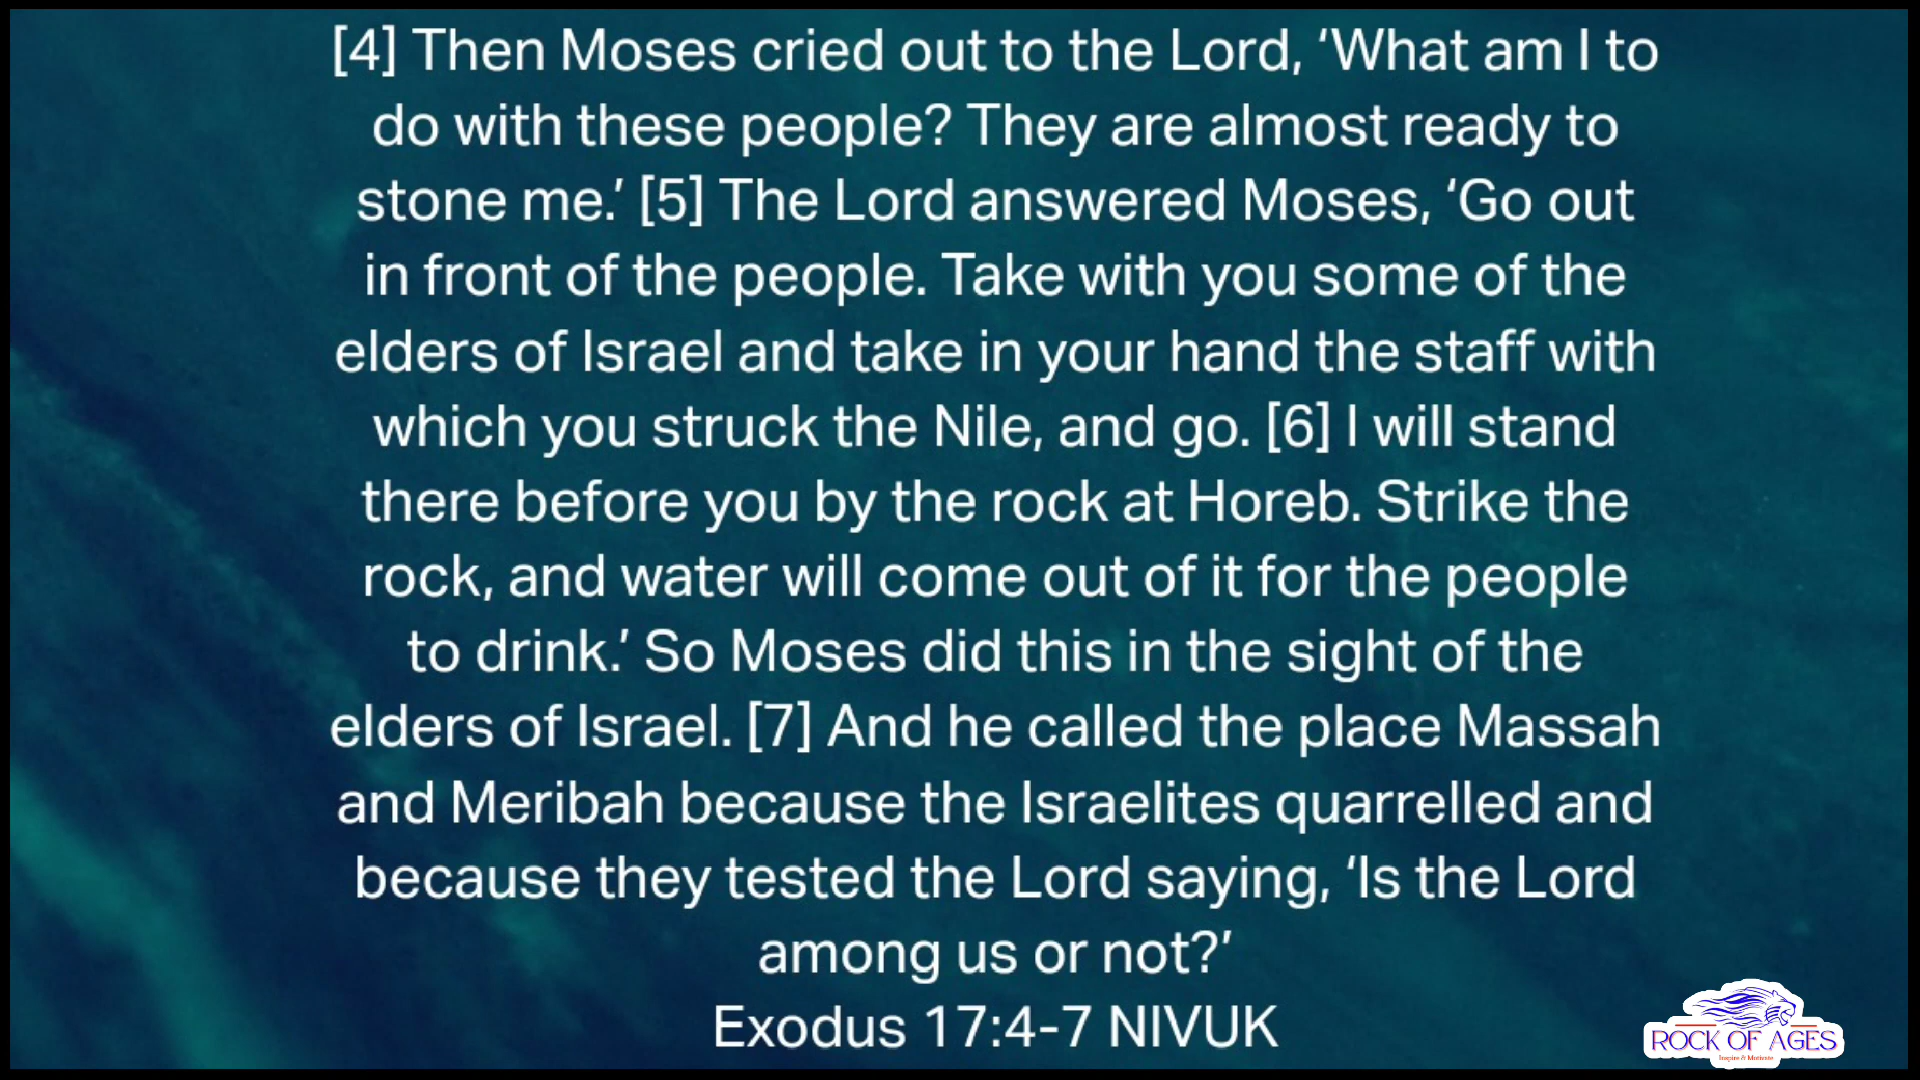 [4] Then Moses cried out to the Lord, ‘What am I to
do with these people? They are almost ready to
stone me.’ [5] The Lord answered Moses, ‘Go out
in front of the people. Take with you some of the
elders of Israel and take in your hand the staff with
which you struck the Nile, and go. [6] I will stand
there before you by the rock at Horeb. Strike the
rock, and water will come out of it for the people
to drink.’ So Moses did this in the sight of the
elders of Israel. [7] And he called the place Massah
and Meribah because the Israelites quarrelled and
because they tested the Lord saying, ‘Is the Lord
among us or not?’
Exodus 17:4-7 NIVUK
ROCK OF AGES
Inspire & Motivate